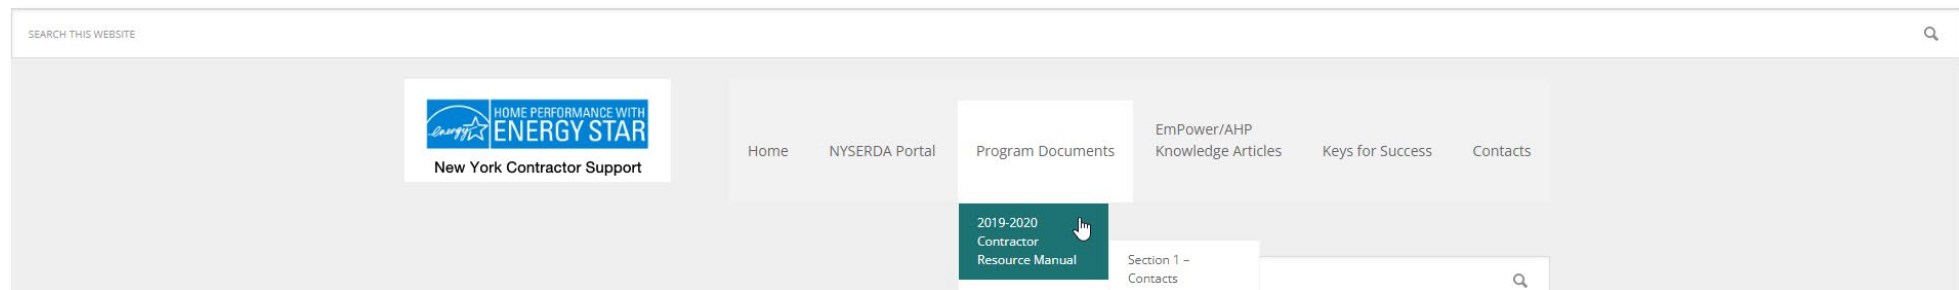 SEARCH THIS WEBSITE
energy
HOME PERFORMANCE WITH
ENERGY STAR
New York Contractor Support
Home
NYSERDA Portal
Program Documents
EmPower/AHP
Knowledge Articles
Keys for Success
Contacts
2019-2020
Contractor
Resource Manual
Section 1 –
Contacts